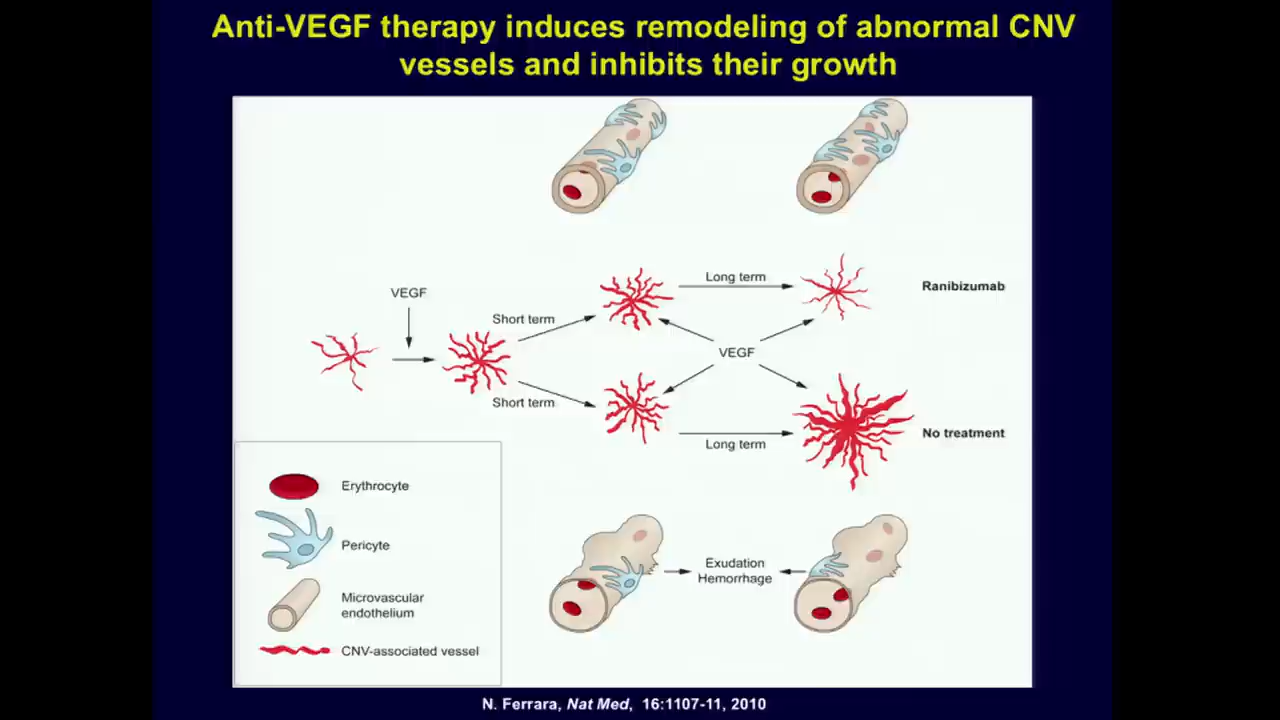 Anti-VEGF therapy induces remodeling of abnormal CNV
vessels and inhibits their growth
Long term
Ranibizumab
VEGF
Short term
VEGF
Short term
No treatment
Long term
Erythrocyte
Pericyte
Exudation
Hemorrhage
Microvascular
endothelium
CNV-associated vessel
N. Ferrara, Nat Med, 16:1107-11, 2010